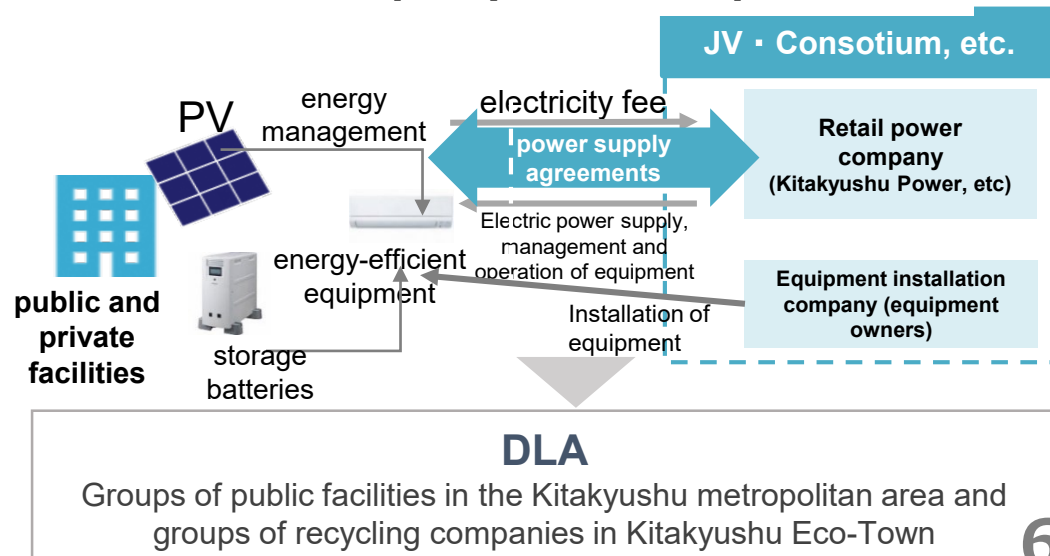 JV・Consotium, etc.
PV
energy
management
electricity fee
power supply
agreements
Retail power
company
(Kitakyushu Power, etc)
Electric power supply,
management and
operation of equipment
energy-efficient
equipment
Equipment installation
company (equipment
owners)
Installation of
equipment
public and
private
facilities
storage
batteries
DLA
Groups of public facilities in the Kitakyushu metropolitan area and
groups of recycling companies in Kitakyushu Eco-Town
6